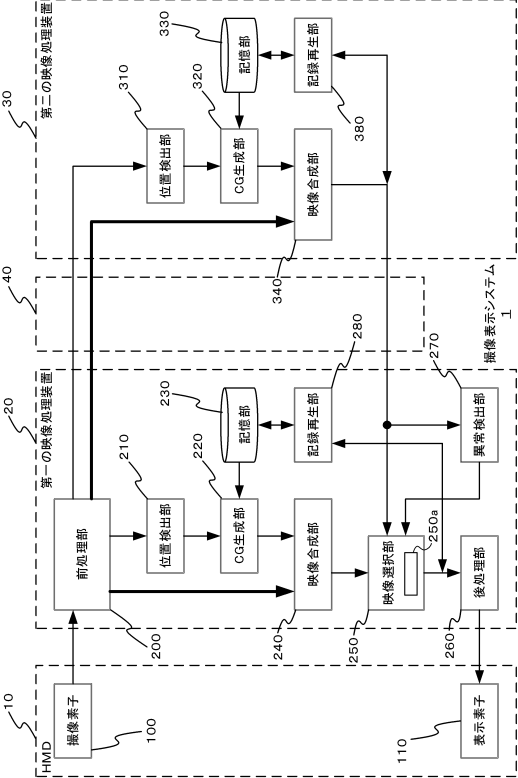 10
HMD
撮像素子
100
表示素子
110
20
第一の映像処理装置
前処理部
200
位置検出部
210
CG生成部
220
記憶部
230
映像合成部
240
記録再生部
280
映像選択部
250
250a
異常検出部
270
後処理部
260
40
撮像表示システム
1
30
第二の映像処理装置
位置検出部
310
CG生成部
320
記憶部
330
映像合成部
340
記録再生部
380